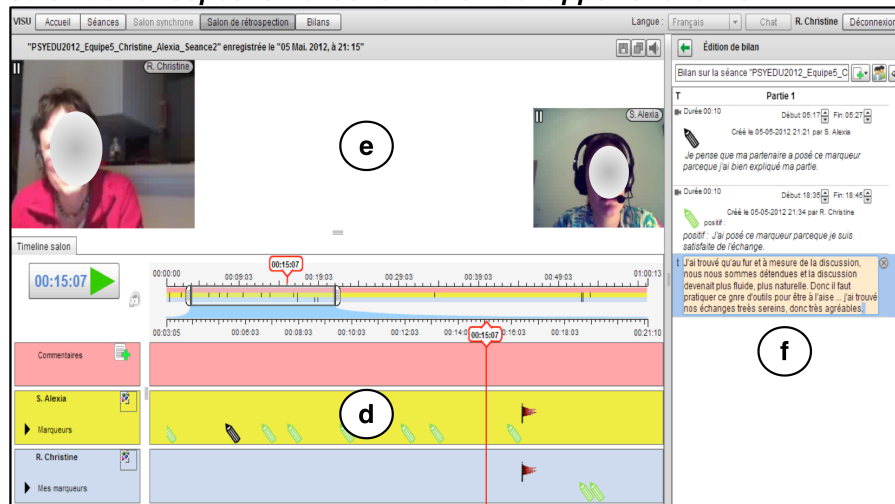 VISU Accueil Séances Salon synchrone Salon de rétrospection Bilans Langue : Français Chat R. Christine Déconnexion
"PSYEDU2012_Equipe5_Christine_Alexia_Seance2" enregistrée le "05 Mai. 2012, à 21: 15"
Édition de bilan
R. Christine
S. Alexia
e
Bilan sur la séance "PSYEDU2012_Equipe5_C
T Partie 1
Durée 00:10 Début: 05:17 Fin: 05:27
Créé le 05-05-2012 21:21 par S. Alexia
Je pense que ma partenaire a posé ce marqueur
parceque j'ai bien expliqué ma partie.
Durée 00:10 Début: 18:35 Fin: 18:45
Créé le 05-05-2012 21:34 par R. Christine
positif :
positif : J'ai posé ce marqueur parceque je suis
satisfaite de l'échange.
t J'ai trouvé qu'au fur et à mesure de la discussion,
nous nous sommes détendues et la discussion
devenait plus fluide, plus naturelle. Donc il faut
pratiquer ce gnre d'outils pour être à l'aise ... j'ai trouvé
nos échanges treès sereins, donc très agréables.
f
Timeline salon
00:15:07
00:15:07
00:00:00 00:09:03 00:19:03 00:29:03 00:39:03 00:49:03 01:00:13
00:03:05 00:06:03 00:08:03 00:10:03 00:12:03 00:14:0 00:16:03 00:18:03 00:21:10
00:15:07
Commentaires
S. Alexia
Marqueurs
d
R. Christine
Mes marqueurs